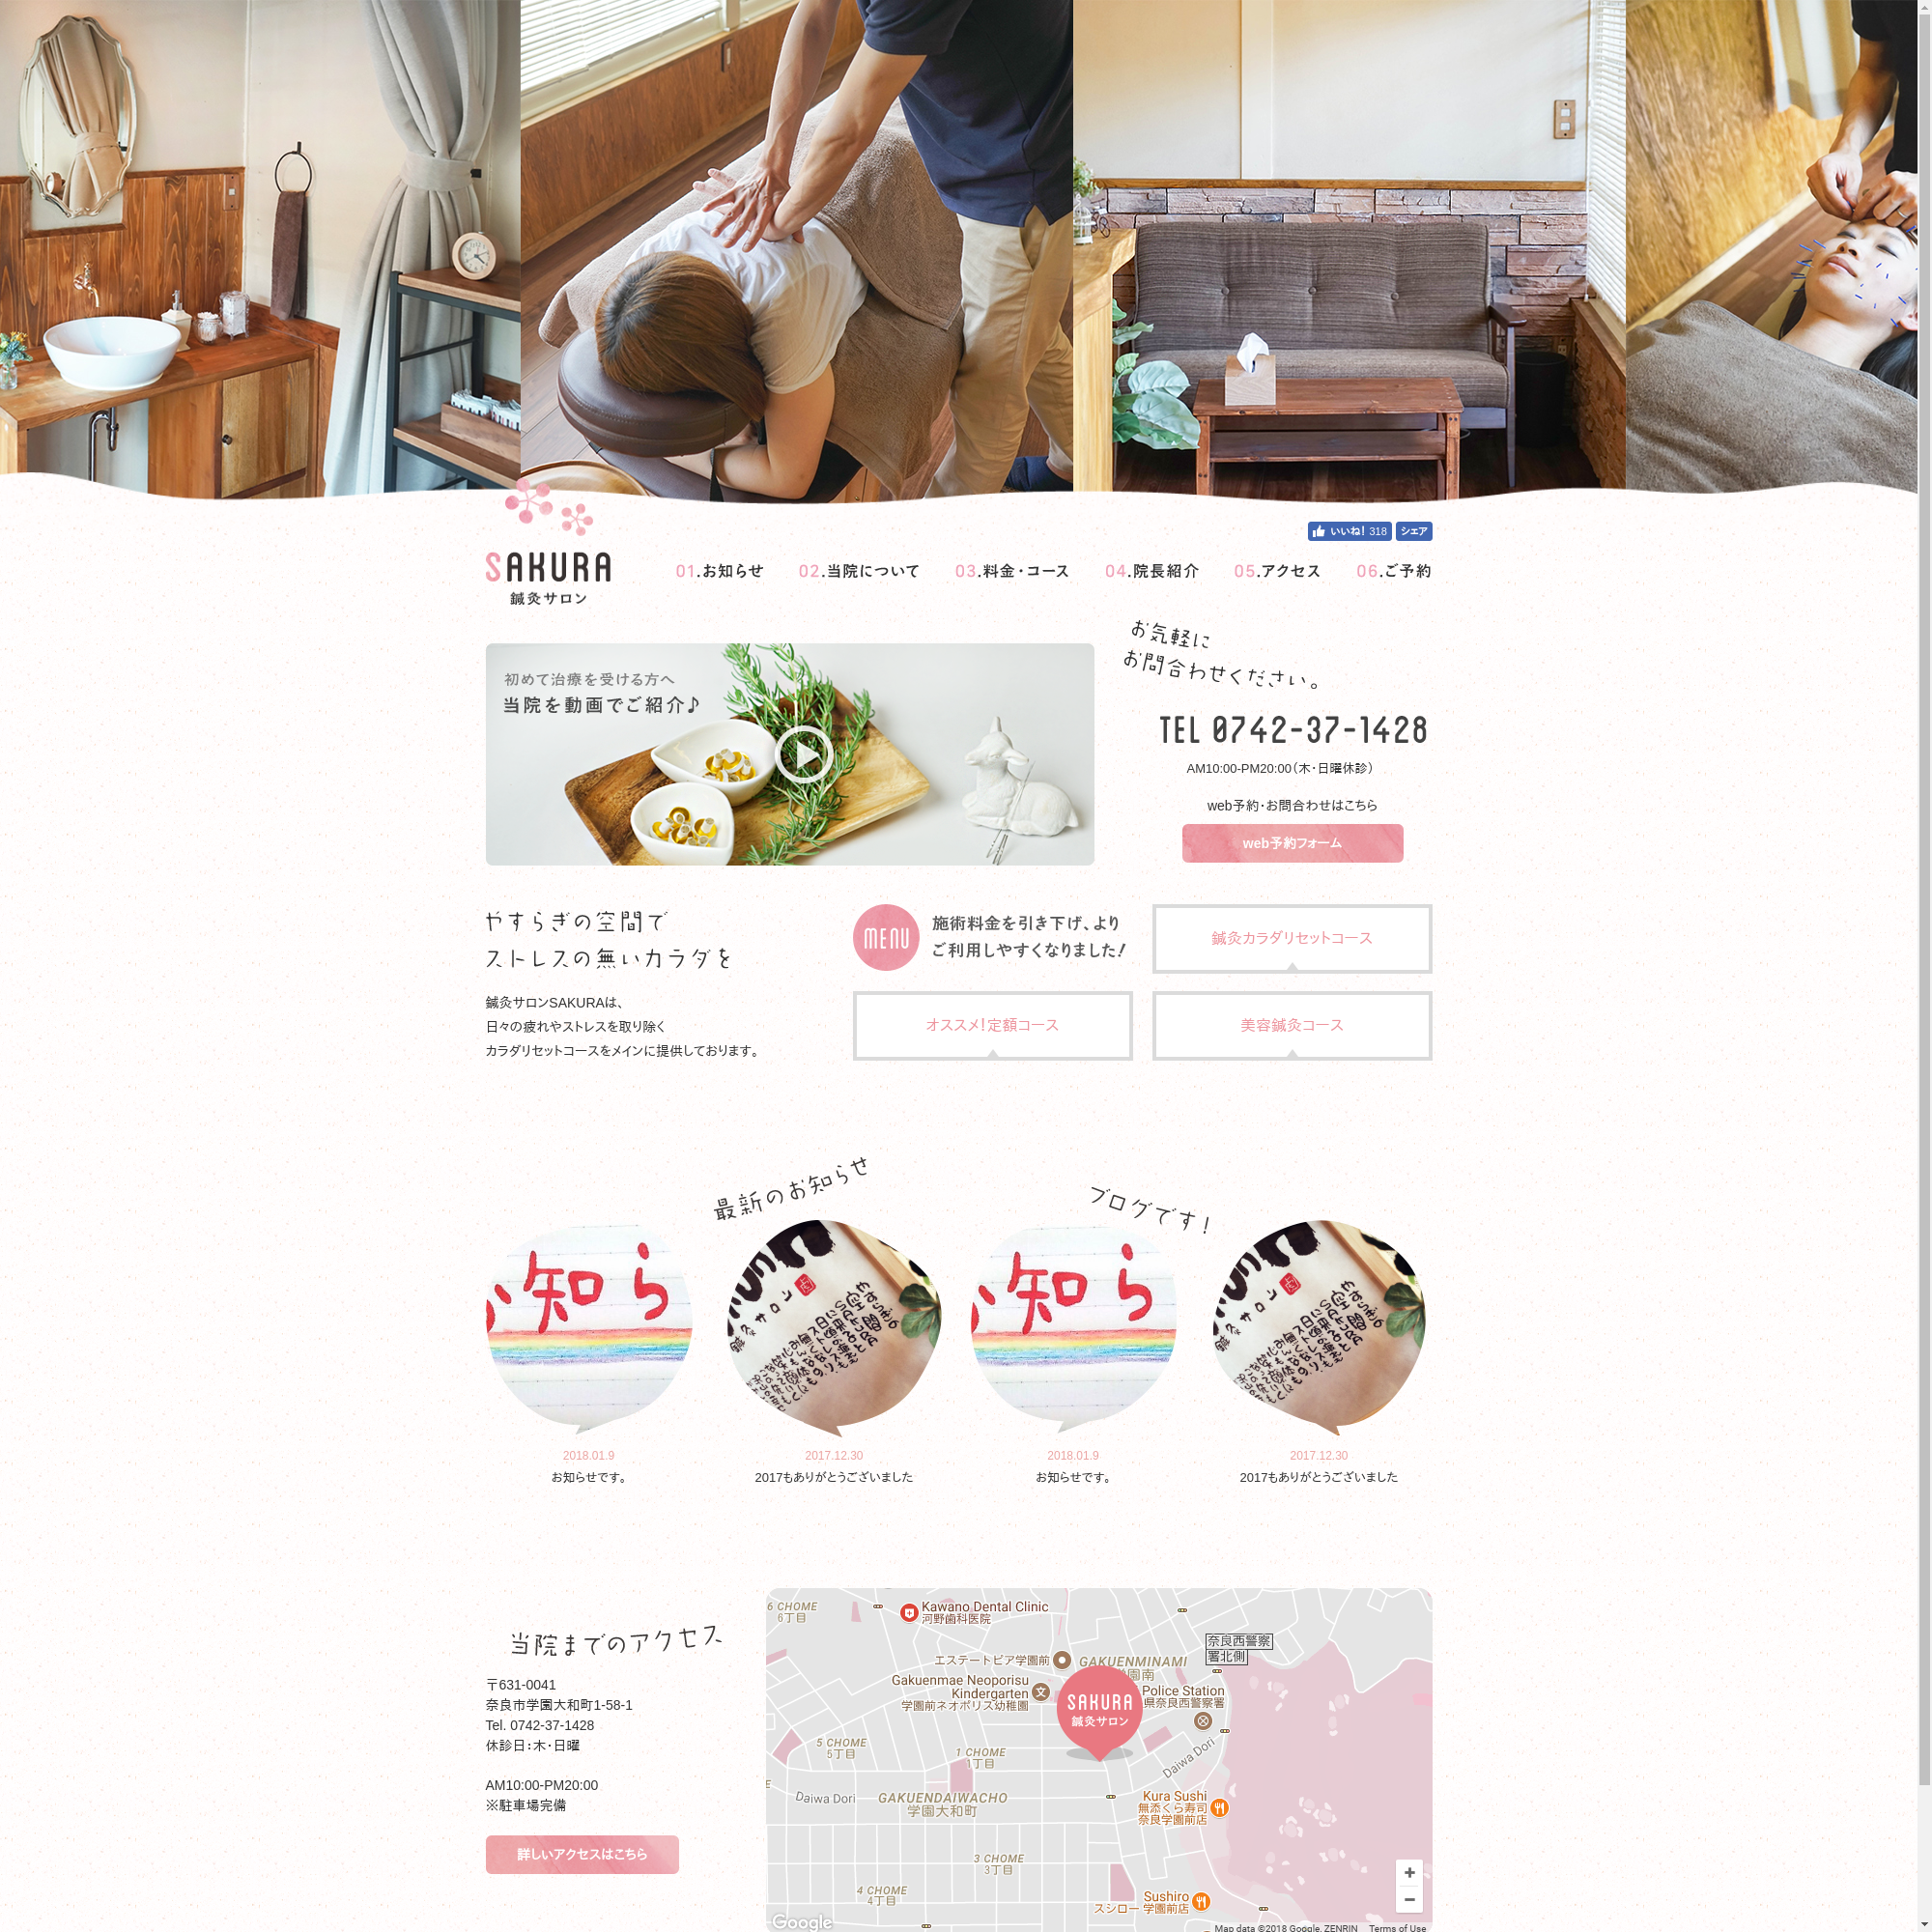 いいね! 318
シェア
SAKURA
鍼灸サロン
01.お知らせ
02.当院について
03.料金・コース
04.院長紹介
05.アクセス
06.ご予約
初めて治療を受ける方へ
当院を動画でご紹介♪
お気軽に
お問合わせください。
TEL 0742-37-1428
AM10:00-PM20:00（木・日曜休診）
web予約・お問合わせはこちら
web予約フォーム
やすらぎの空間で
ストレスの無いカラダを
鍼灸サロンSAKURAは、
日々の疲れやストレスを取り除く
カラダリセットコースをメインに提供しております。
MENU
施術料金を引き下げ、より
ご利用しやすくなりました!
鍼灸カラダリセットコース
オススメ!定額コース
美容鍼灸コース
最新のお知らせ
ブログです!
知ら
サロン
知ら
サロン
2018.01.9
お知らせです。
2017.12.30
2017もありがとうございました
2018.01.9
お知らせです。
2017.12.30
2017もありがとうございました
当院までのアクセス
〒631-0041
奈良市学園大和町1-58-1
Tel. 0742-37-1428
休診日：木・日曜
AM10:00-PM20:00
※駐車場完備
詳しいアクセスはこちら
6 CHOME
6丁目
Kawano Dental Clinic
河野歯科医院
奈良西警察
署北側
エステートピア学園前
GAKUENMINAMI
学園南
Gakuenmae Neoporisu
Kindergarten
学園前ネオポリス幼稚園
Police Station
県奈良西警察署
SAKURA
鍼灸サロン
5 CHOME
5丁目
1 CHOME
1丁目
Daiwa Dori
Daiwa Dori
GAKUENDAIWACHO
学園大和町
Kura Sushi
無添くら寿司
奈良学園前店
3 CHOME
3丁目
4 CHOME
4丁目
Sushiro
スシロー 学園前店
+
−
Google
Map data ©2018 Google, ZENRIN
Terms of Use